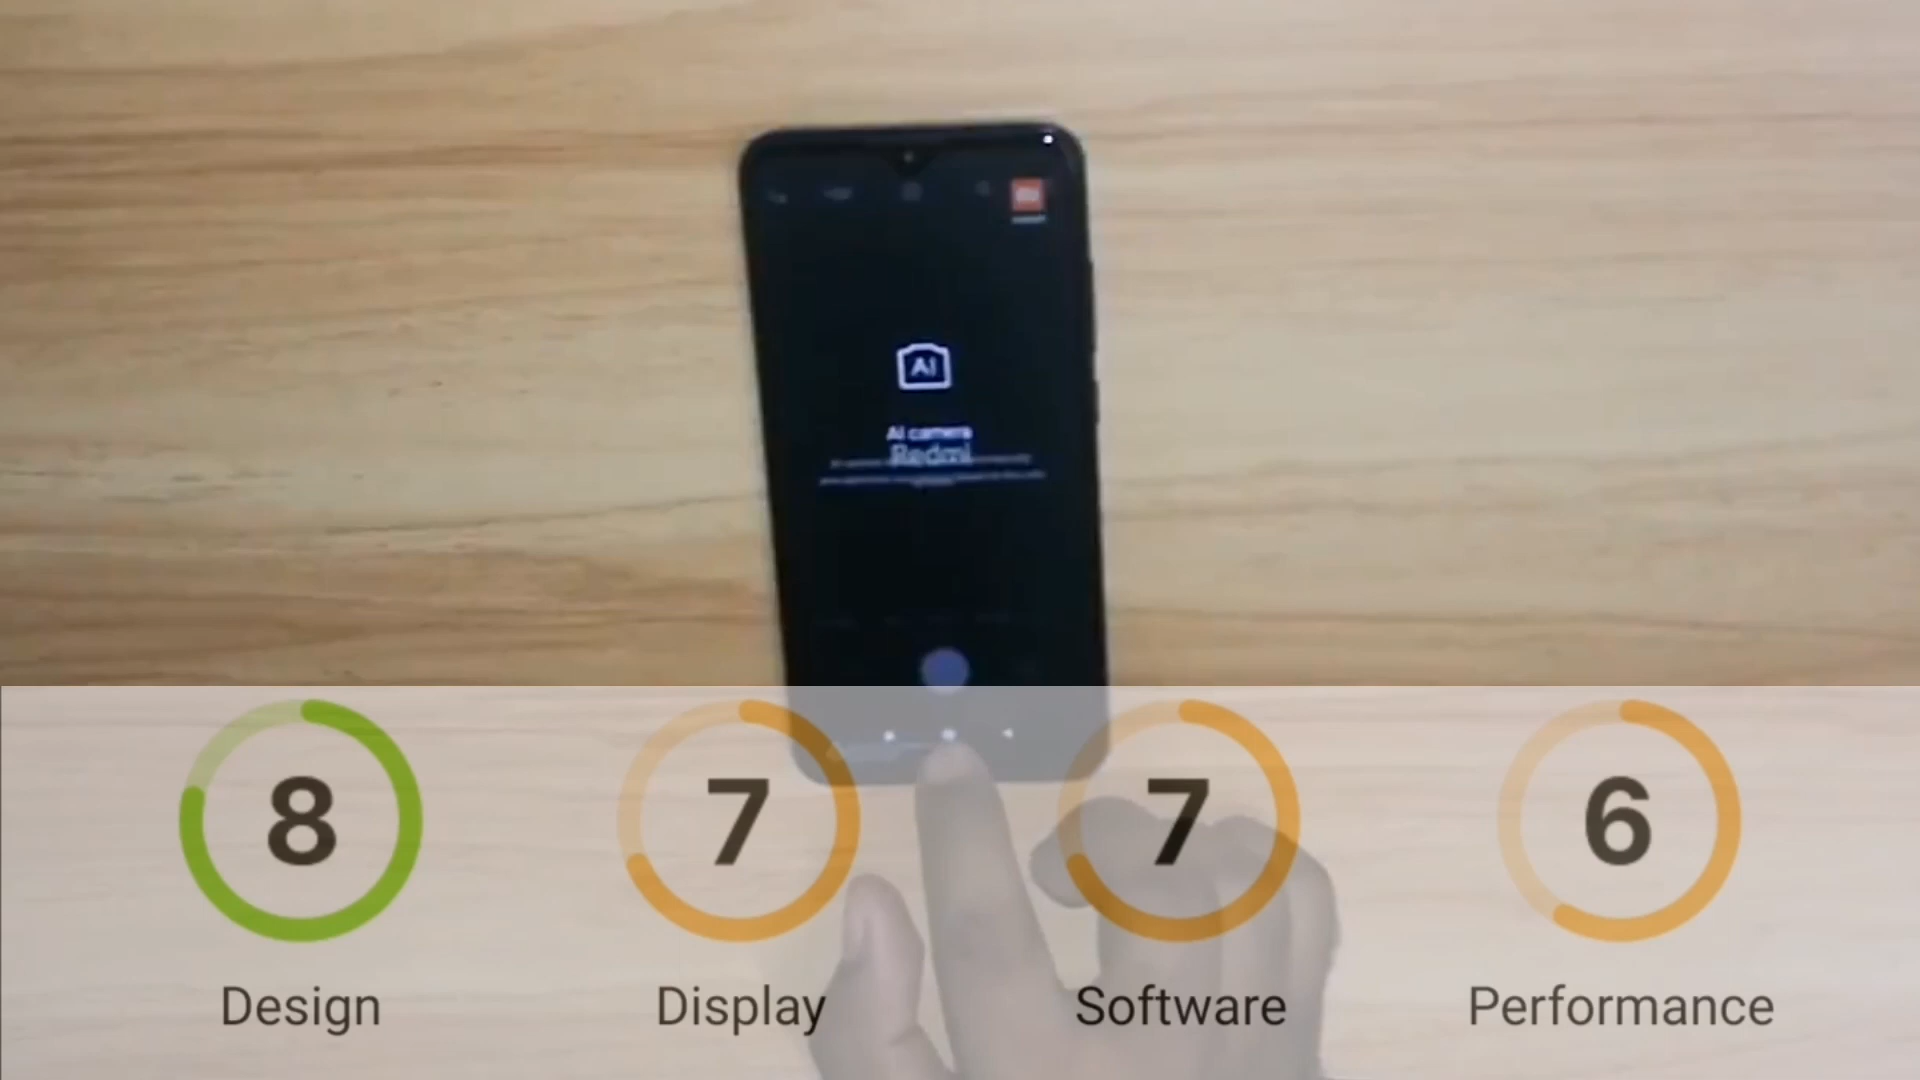 AI
AI camera
Redmi
8
7
7
6
Design
Display
Software
Performance